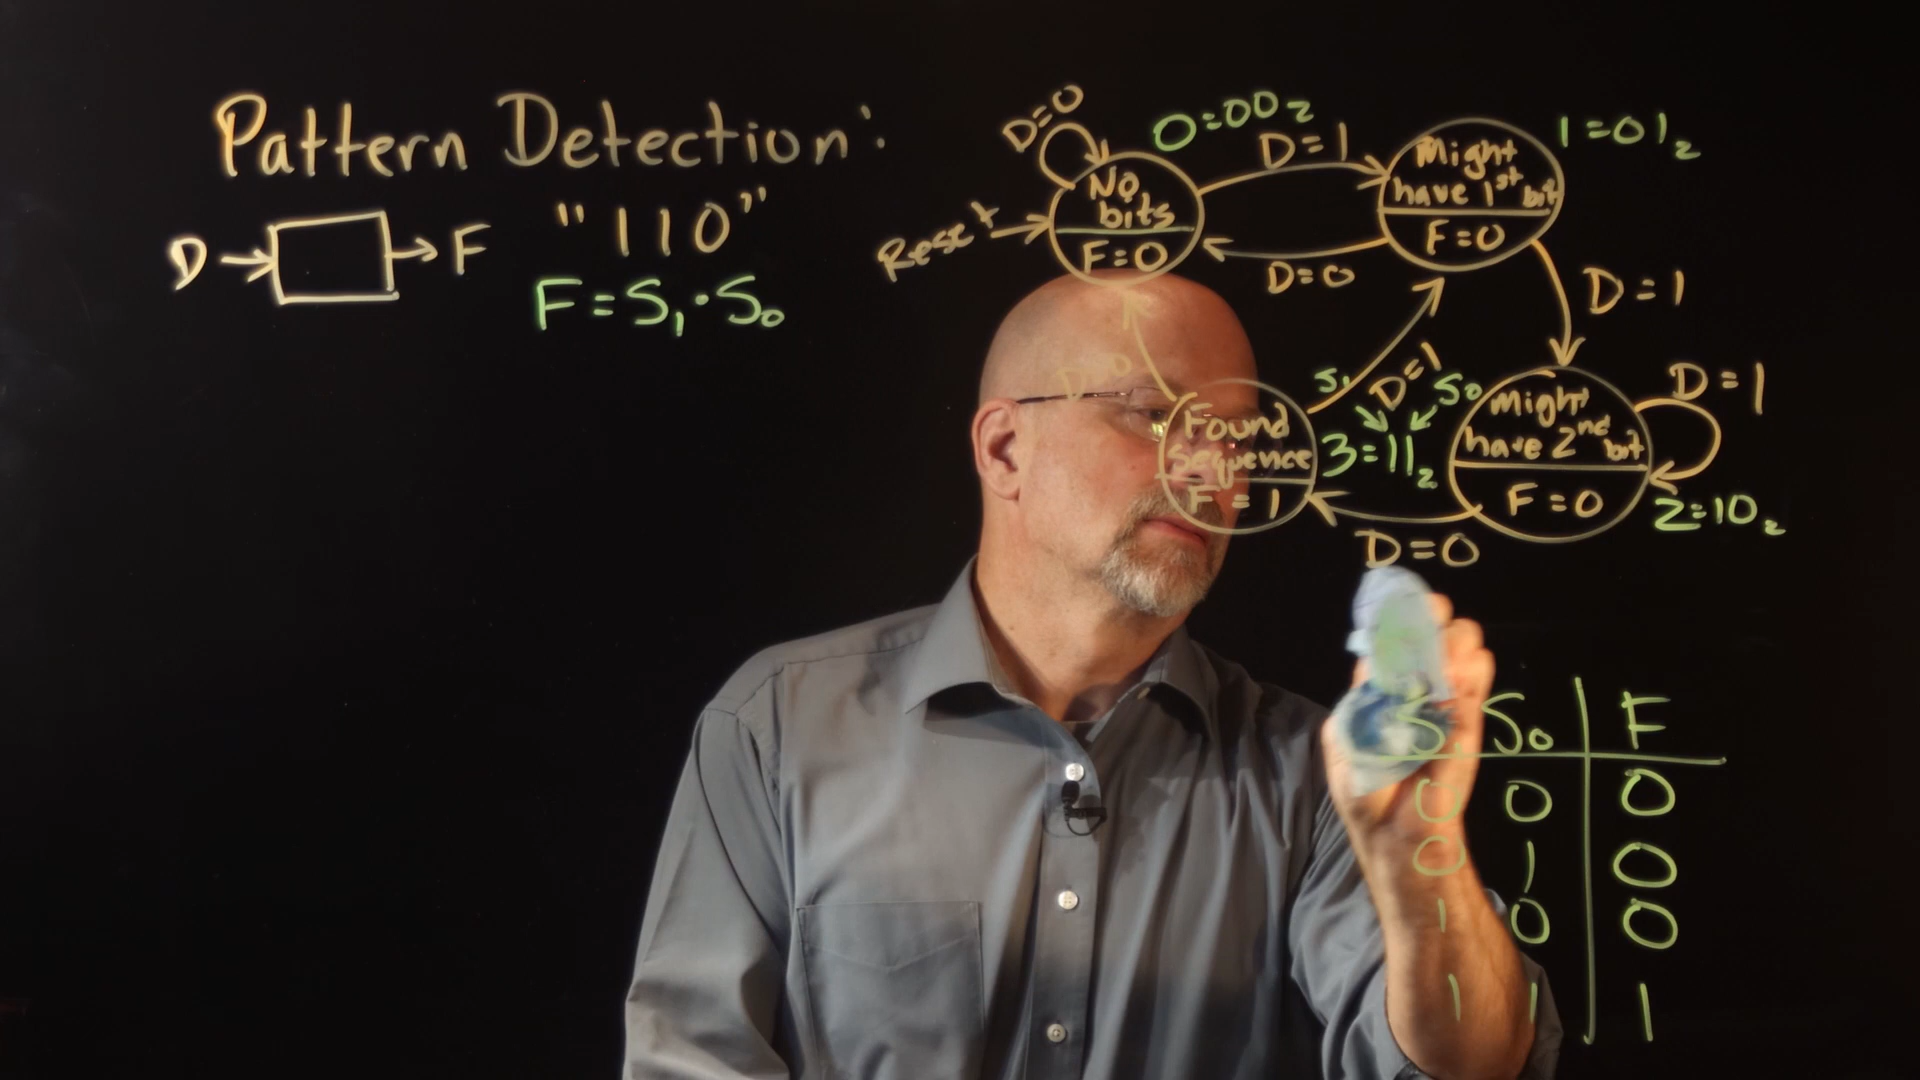 Pattern Detection:
"110"
D
F
F=S₁·S₀
D=0
0=00₂
D=1
Reset
No
bits
F=0
Might
have 1st bit
F=0
1=01₂
D=0
D=1
D=0
D=1
S₁
S₀
3=11₂
Found
sequence
F=1
Might
have 2nd bit
F=0
D=1
2=10₂
D=0
S₁ S₀ F
0 0 0
0 1 0
1 0 0
1 1 1